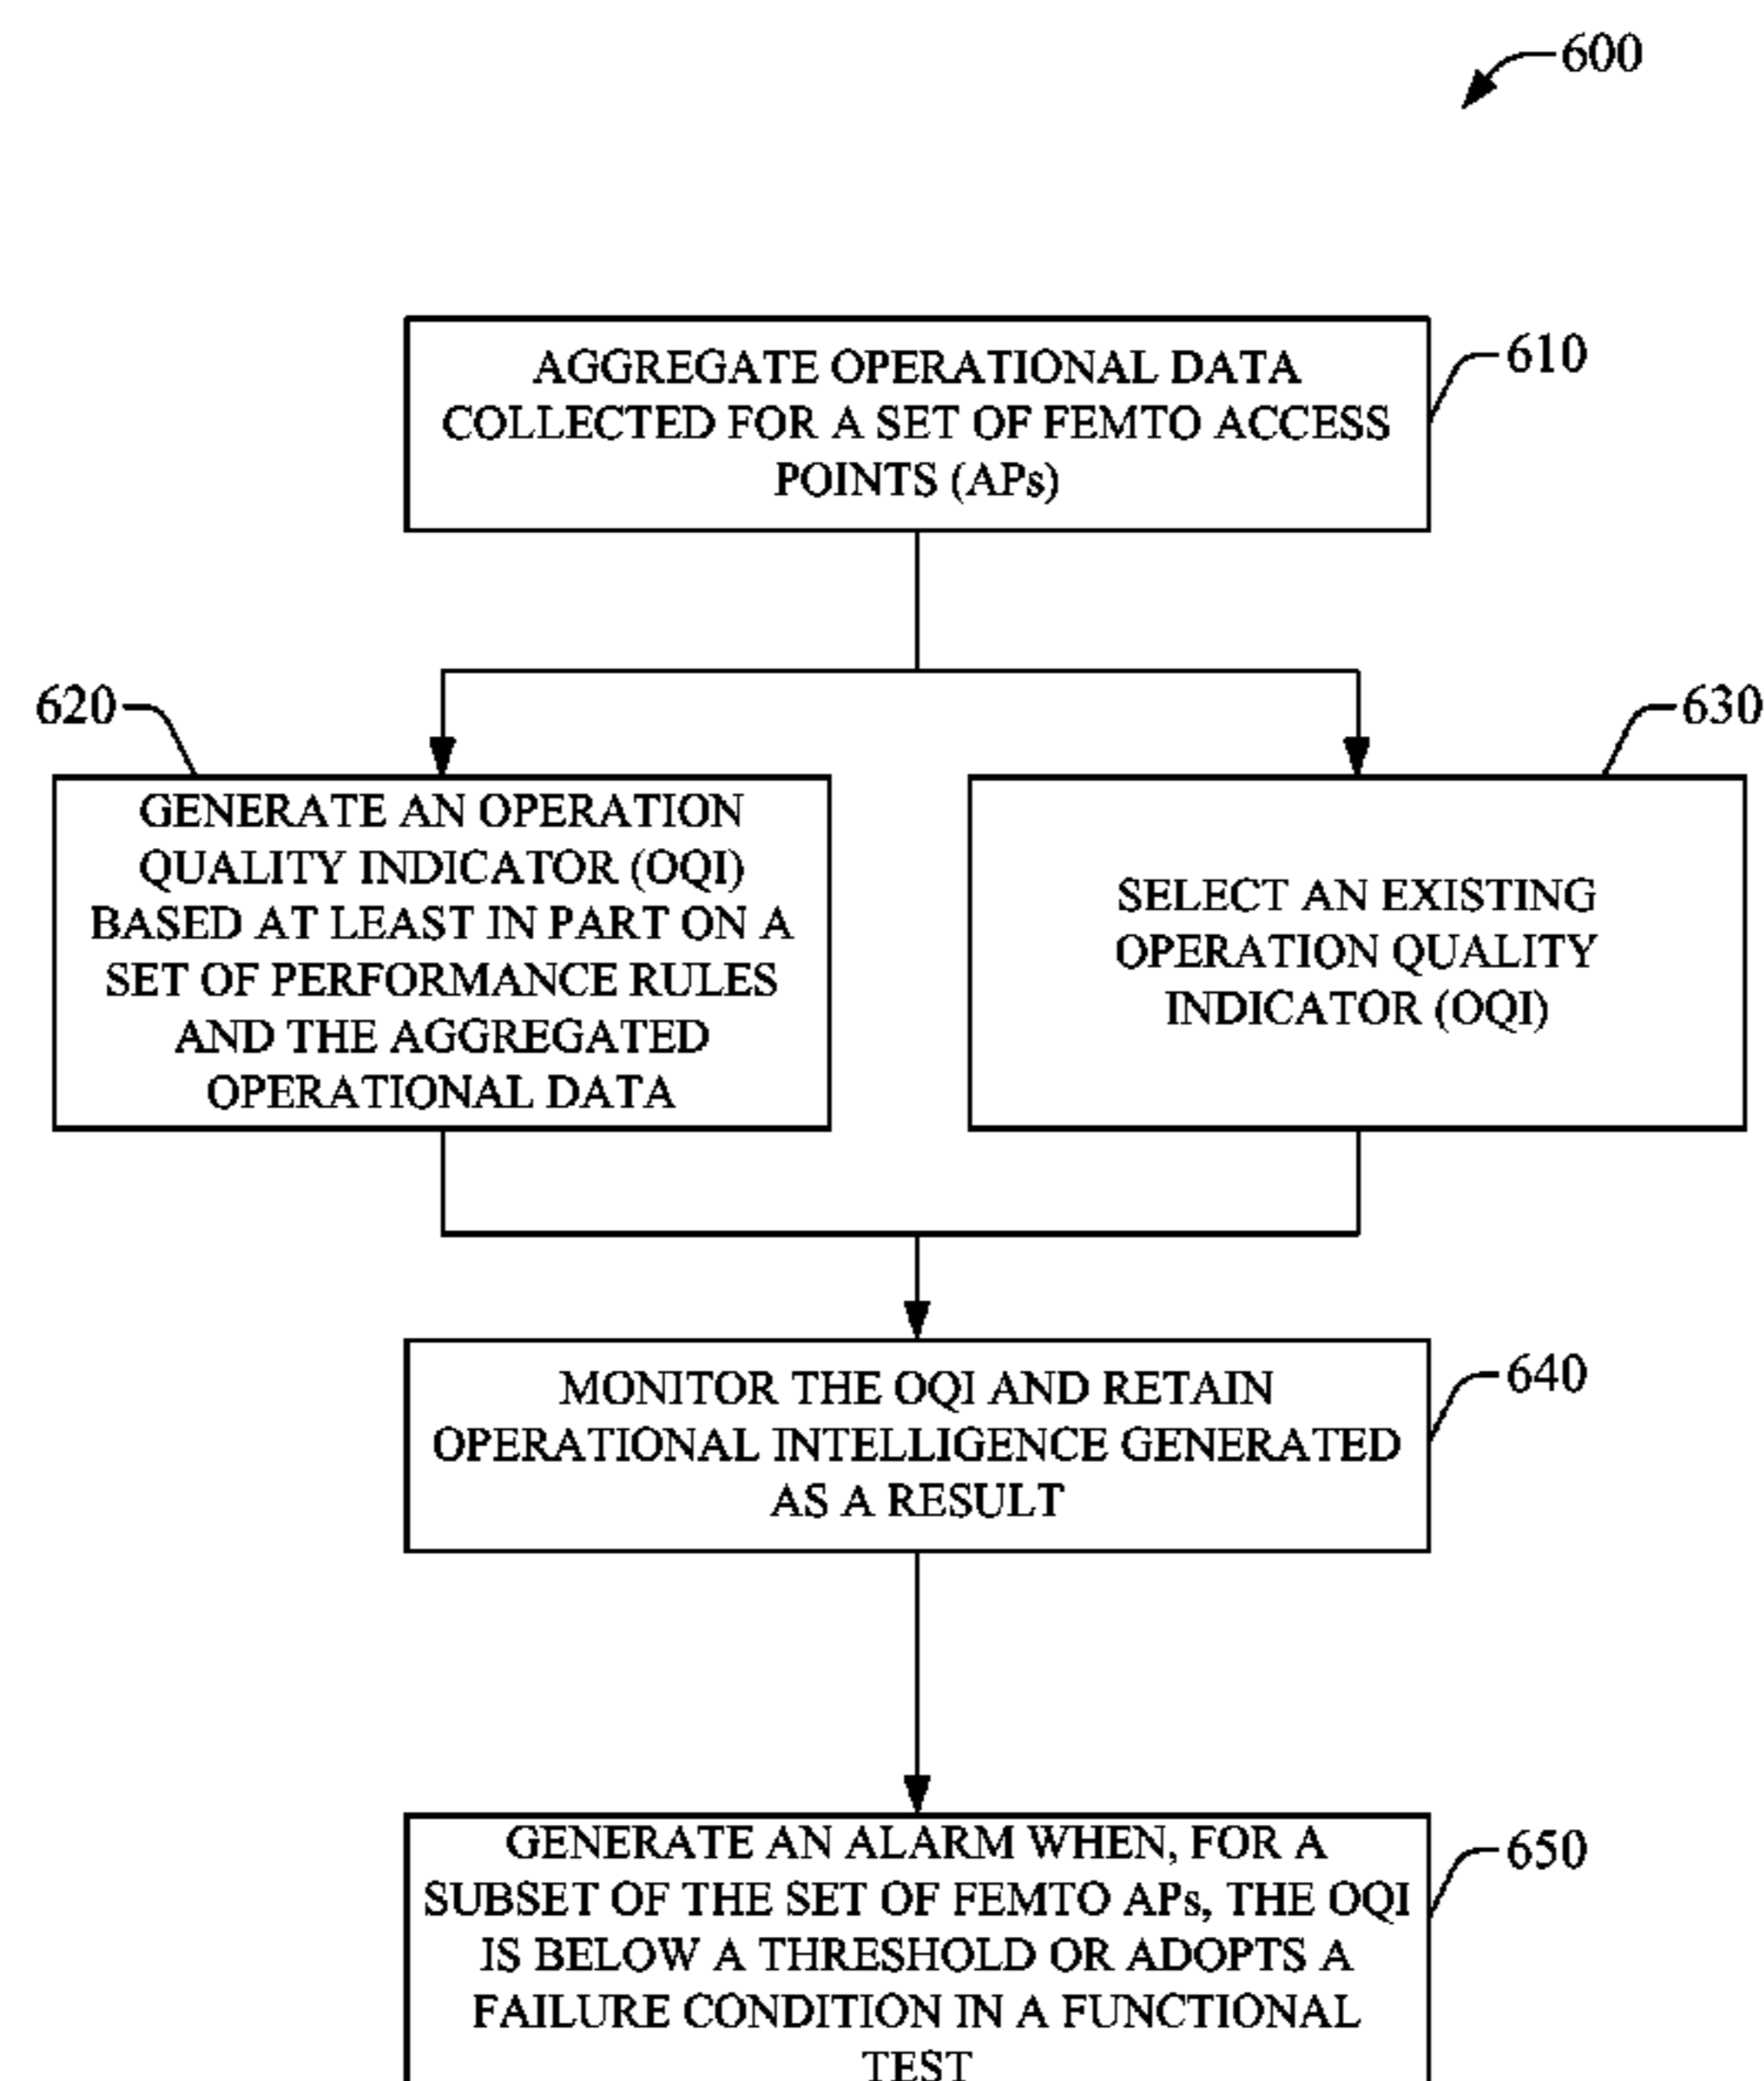 600
AGGREGATE OPERATIONAL DATA
COLLECTED FOR A SET OF FEMTO ACCESS
POINTS (APs)
610
620
GENERATE AN OPERATION
QUALITY INDICATOR (OQI)
BASED AT LEAST IN PART ON A
SET OF PERFORMANCE RULES
AND THE AGGREGATED
OPERATIONAL DATA
630
SELECT AN EXISTING
OPERATION QUALITY
INDICATOR (OQI)
MONITOR THE OQI AND RETAIN
OPERATIONAL INTELLIGENCE GENERATED
AS A RESULT
640
GENERATE AN ALARM WHEN, FOR A
SUBSET OF THE SET OF FEMTO APs, THE OQI
IS BELOW A THRESHOLD OR ADOPTS A
FAILURE CONDITION IN A FUNCTIONAL
TEST
650